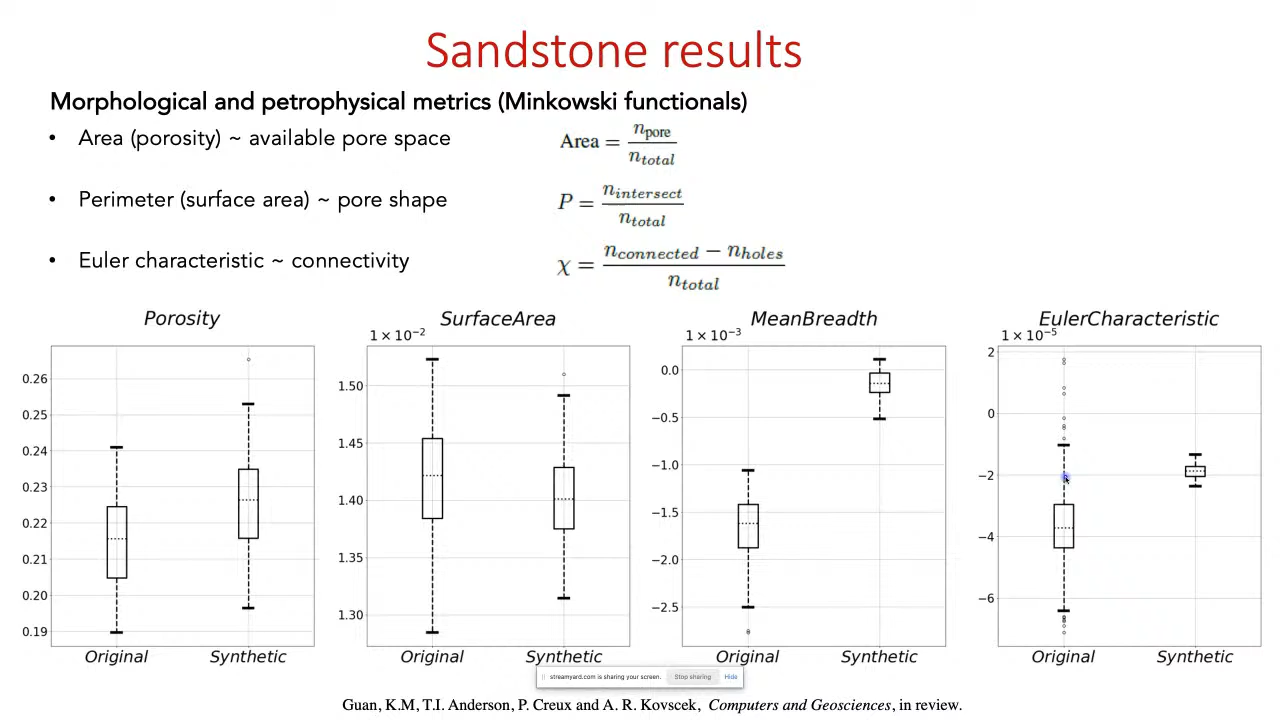 Sandstone results
Morphological and petrophysical metrics (Minkowski functionals)
• Area (porosity) ~ available pore space
Area = n_pore / n_total
• Perimeter (surface area) ~ pore shape
P = n_intersect / n_total
• Euler characteristic ~ connectivity
χ = n_connected − n_holes / n_total
Porosity
0.26
0.25
0.24
0.23
0.22
0.21
0.20
0.19
Original Synthetic
SurfaceArea
1 × 10⁻²
1.50
1.45
1.40
1.35
1.30
Original Synthetic
MeanBreadth
1 × 10⁻³
0.0
−0.5
−1.0
−1.5
−2.0
−2.5
Original Synthetic
EulerCharacteristic
1 × 10⁻⁵
2
0
−2
−4
−6
Original Synthetic
streamyard.com is sharing your screen. Stop sharing Hide
Guan, K.M, T.I. Anderson, P. Creux and A. R. Kovscek, Computers and Geosciences, in review.